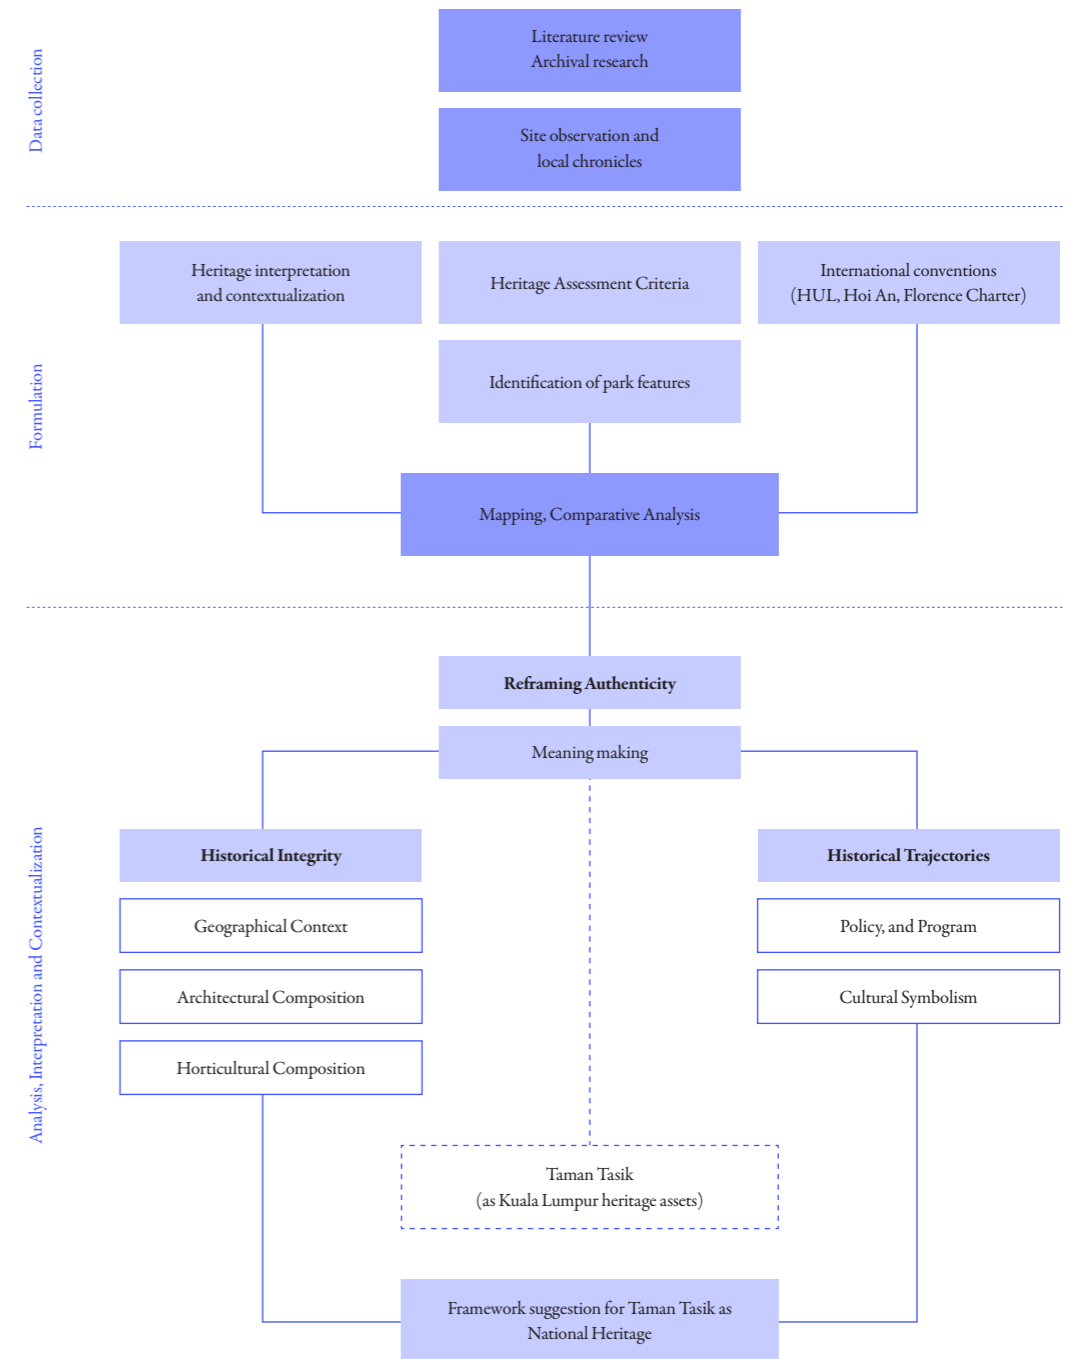 Data collection
Literature review
Archival research
Site observation and
local chronicles
Formulation
Heritage interpretation
and contextualization
Heritage Assessment Criteria
International conventions
(HUL, Hoi An, Florence Charter)
Identification of park features
Mapping, Comparative Analysis
Analysis, Interpretation and Contextualization
Reframing Authenticity
Meaning making
Historical Integrity
Geographical Context
Architectural Composition
Horticultural Composition
Historical Trajectories
Policy, and Program
Cultural Symbolism
Taman Tasik
(as Kuala Lumpur heritage assets)
Framework suggestion for Taman Tasik as
National Heritage